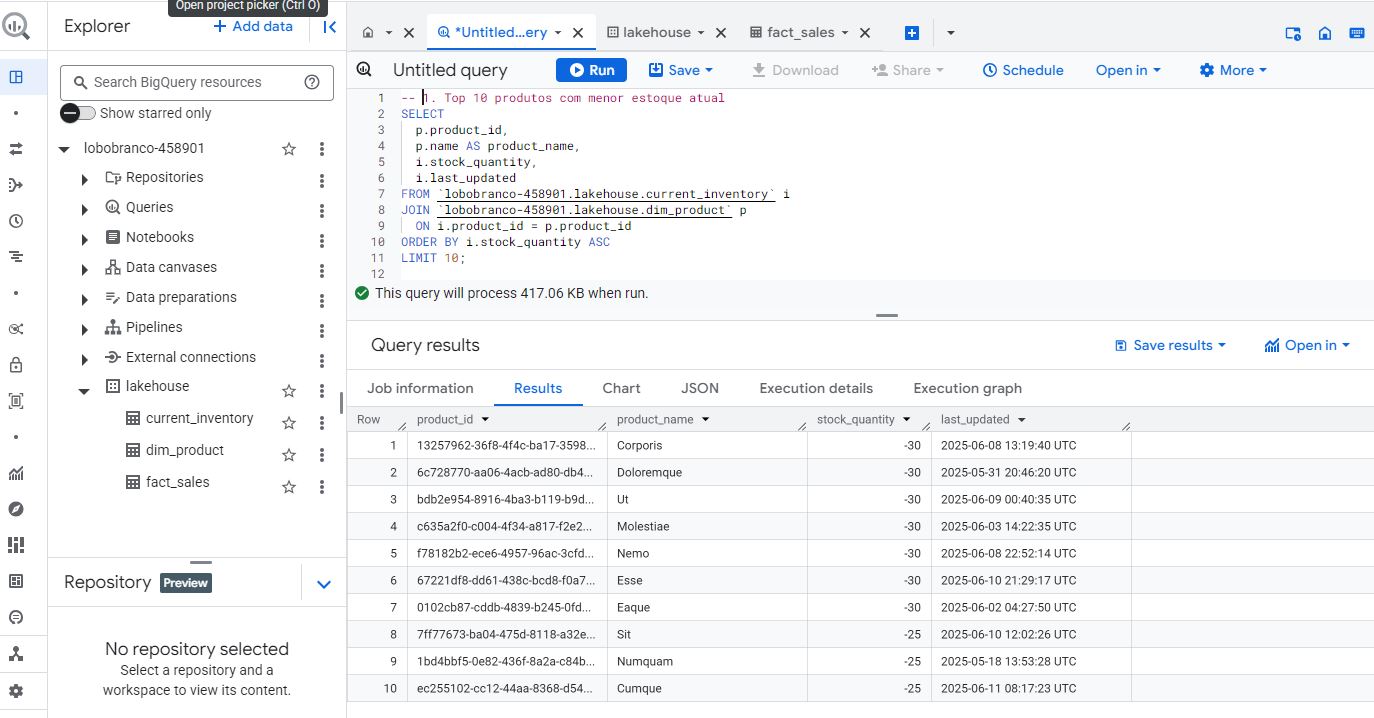 Open project picker (Ctrl O)
Explorer
+ Add data
*Untitled...ery
lakehouse
fact_sales
Untitled query
Run
Save
Download
Share
Schedule
Open in
More
Search BigQuery resources
Show starred only
lobobranco-458901
Repositories
Queries
Notebooks
Data canvases
Data preparations
Pipelines
External connections
lakehouse
current_inventory
dim_product
fact_sales
Repository Preview
No repository selected
Select a repository and a
workspace to view its content.
1 -- 1. Top 10 produtos com menor estoque atual
2 SELECT
3 p.product_id,
4 p.name AS product_name,
5 i.stock_quantity,
6 i.last_updated
7 FROM `lobobranco-458901.lakehouse.current_inventory` i
8 JOIN `lobobranco-458901.lakehouse.dim_product` p
9 ON i.product_id = p.product_id
10 ORDER BY i.stock_quantity ASC
11 LIMIT 10;
12
This query will process 417.06 KB when run.
Query results
Save results
Open in
Job information Results Chart JSON Execution details Execution graph
Row product_id product_name stock_quantity last_updated
1 13257962-36f8-4f4c-ba17-3598... Corporis -30 2025-06-08 13:19:40 UTC
2 6c728770-aa06-4acb-ad80-db4... Doloremque -30 2025-05-31 20:46:20 UTC
3 bdb2e954-8916-4ba3-b119-b9d... Ut -30 2025-06-09 00:40:35 UTC
4 c635a2f0-c004-4f34-a817-f2e2... Molestiae -30 2025-06-03 14:22:35 UTC
5 f78182b2-ece6-4957-96ac-3cfd... Nemo -30 2025-06-08 22:52:14 UTC
6 67221df8-dd61-438c-bcd8-f0a7... Esse -30 2025-06-10 21:29:17 UTC
7 0102cb87-cddb-4839-b245-0fd... Eaque -30 2025-06-02 04:27:50 UTC
8 7ff77673-ba04-475d-8118-a32e... Sit -25 2025-06-10 12:02:26 UTC
9 1bd4bbf5-0e82-436f-8a2a-c84b... Numquam -25 2025-05-18 13:53:28 UTC
10 ec255102-cc12-44aa-8368-d54... Cumque -25 2025-06-11 08:17:23 UTC